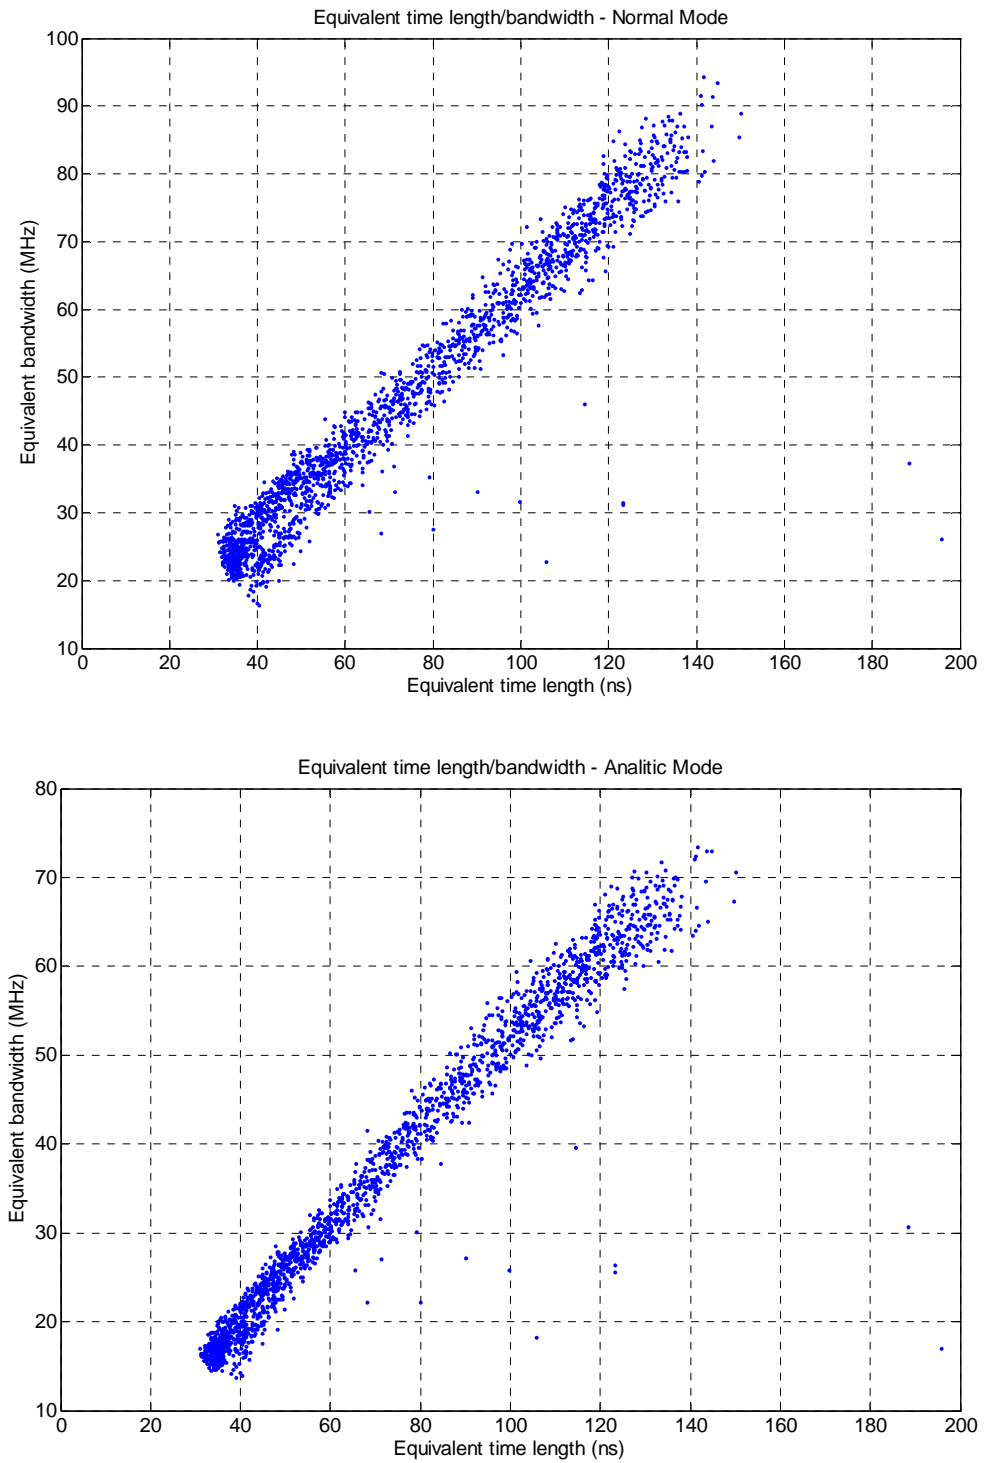 Equivalent time length/bandwidth - Normal Mode
100
90
80
70
60
50
40
30
20
10
Equivalent bandwidth (MHz)
0 20 40 60 80 100 120 140 160 180 200
Equivalent time length (ns)
Equivalent time length/bandwidth - Analitic Mode
80
70
60
50
40
30
20
10
Equivalent bandwidth (MHz)
0 20 40 60 80 100 120 140 160 180 200
Equivalent time length (ns)